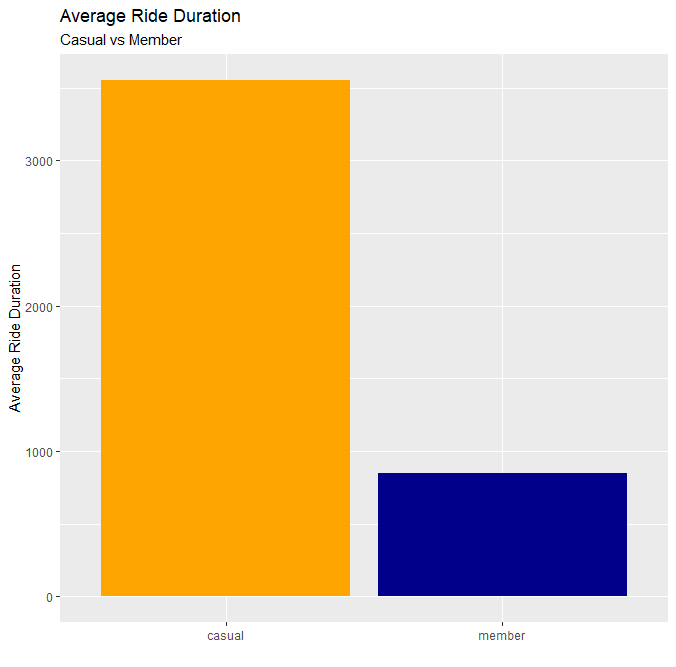 Average Ride Duration
Casual vs Member
Average Ride Duration
3000
2000
1000
0
casual
member